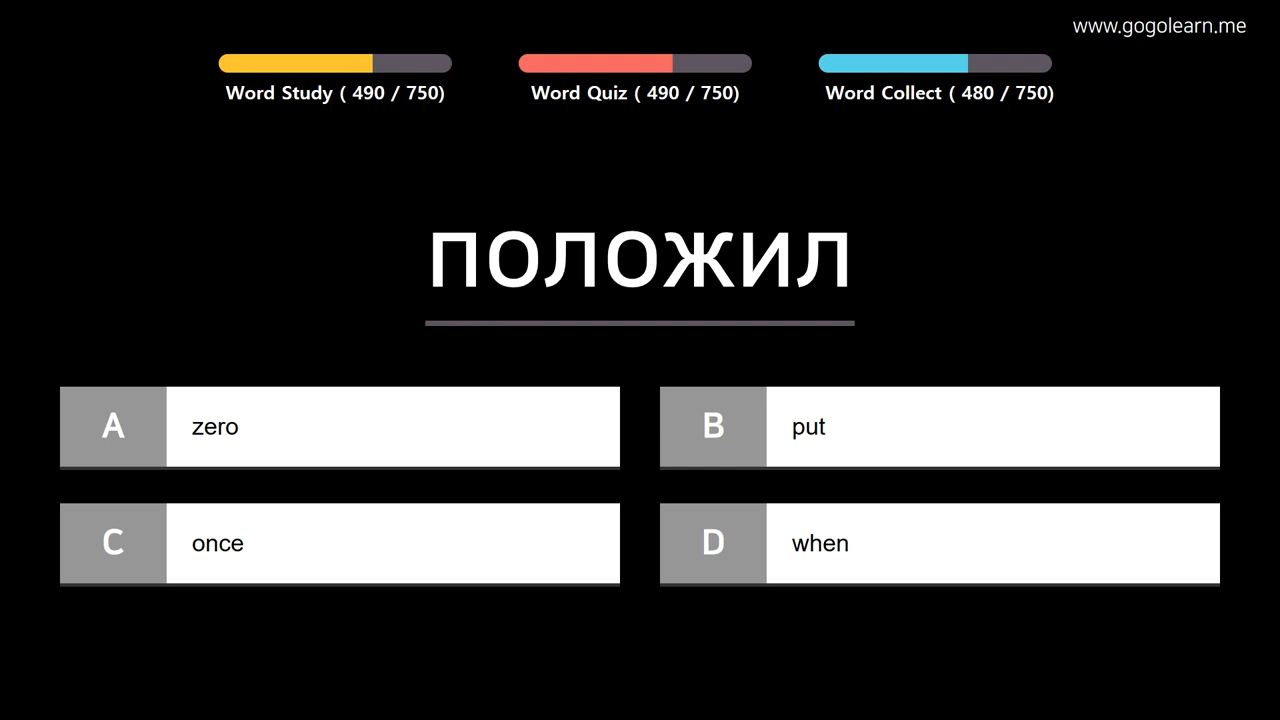 www.gogolearn.me
Word Study ( 490 / 750)
Word Quiz ( 490 / 750)
Word Collect ( 480 / 750)
ПОЛОЖИЛ
A zero
B put
C once
D when